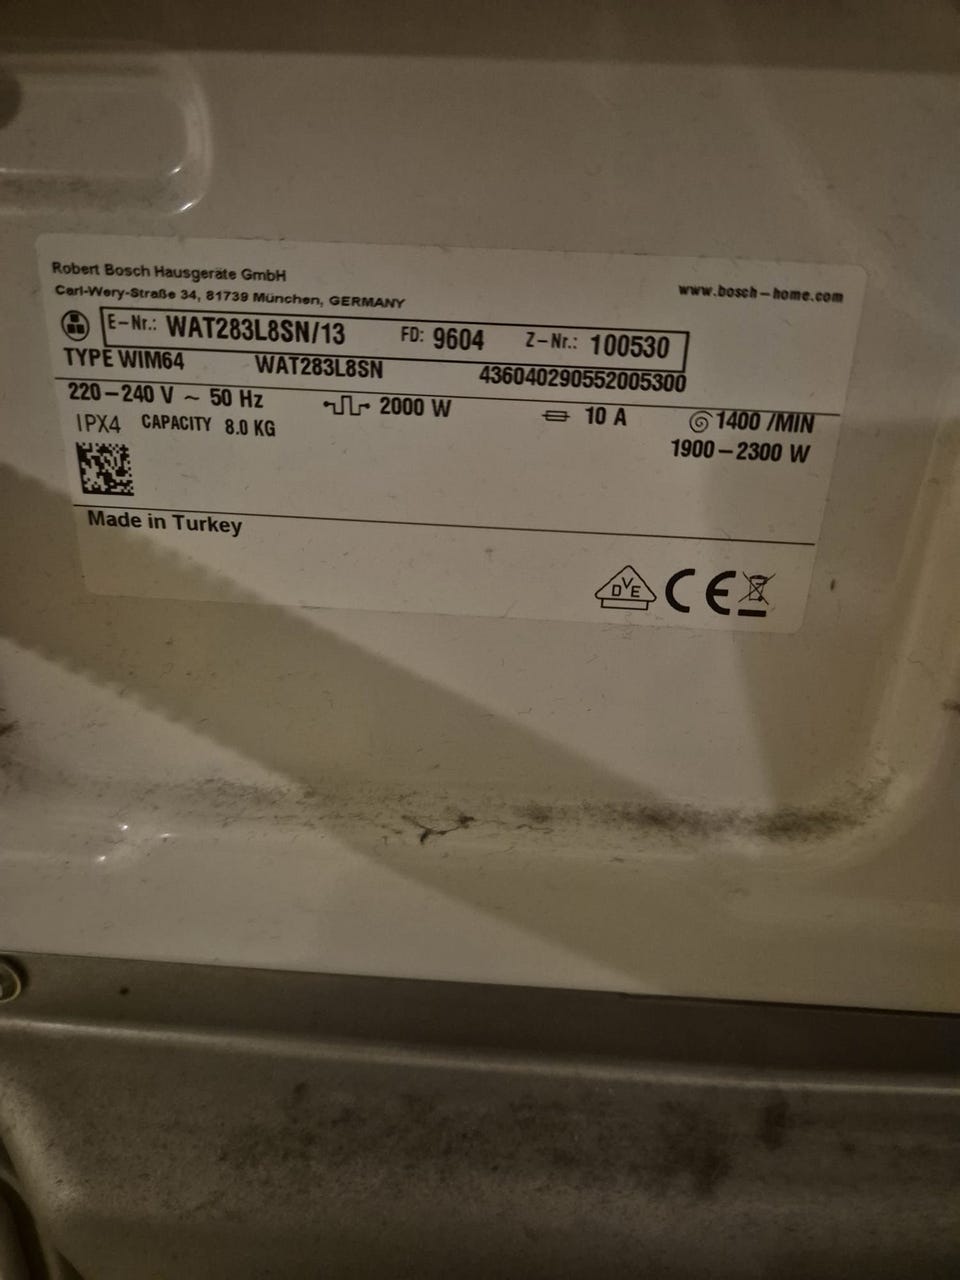 Robert Bosch Hausgeräte GmbH
Carl-Wery-Straße 34, 81739 München, GERMANY
www.bosch-home.com
E-Nr.: WAT283L8SN/13 FD: 9604 Z-Nr.: 100530
TYPE WIM64 WAT283L8SN 436040290552005300
220-240 V ~ 50 Hz 2000 W 10 A 1400 /MIN
IPX4 CAPACITY 8.0 KG 1900-2300 W
Made in Turkey
DVE CE